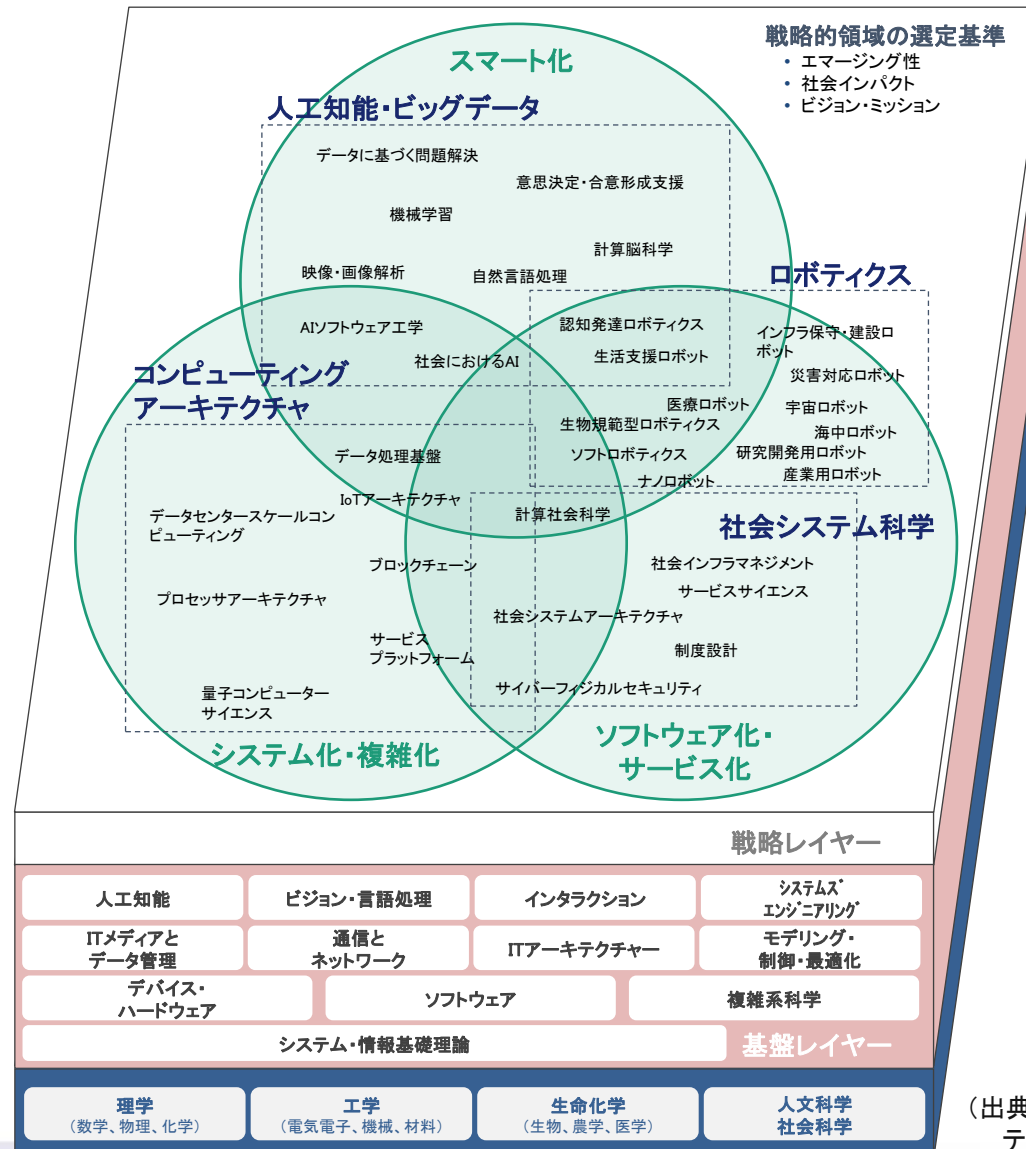 戦略的領域の選定基準
• エマージング性
• 社会インパクト
• ビジョン・ミッション
スマート化
人工知能・ビッグデータ
データに基づく問題解決
意思決定・合意形成支援
機械学習
計算脳科学
映像・画像解析
自然言語処理
ロボティクス
AIソフトウェア工学
認知発達ロボティクス
インフラ保守・建設ロ
ボット
社会におけるAI
生活支援ロボット
災害対応ロボット
コンピューティング
アーキテクチャ
医療ロボット
宇宙ロボット
生物規範型ロボティクス
海中ロボット
データ処理基盤
ソフトロボティクス
研究開発用ロボット
ナノロボット
産業用ロボット
IoTアーキテクチャ
計算社会科学
データセンタースケールコン
ピューティング
社会システム科学
ブロックチェーン
社会インフラマネジメント
サービスサイエンス
プロセッサアーキテクチャ
社会システムアーキテクチャ
サービス
プラットフォーム
制度設計
サイバーフィジカルセキュリティ
量子コンピューター
サイエンス
システム化・複雑化
ソフトウェア化・
サービス化
戦略レイヤー
人工知能
ビジョン・言語処理
インタラクション
システムズ
エンジニアリング
ITメディアと
データ管理
通信と
ネットワーク
ITアーキテクチャー
モデリング・
制御・最適化
デバイス・
ハードウェア
ソフトウェア
複雑系科学
システム・情報基礎理論
基盤レイヤー
理学
（数学、物理、化学）
工学
（電気電子、機械、材料）
生命化学
（生物、農学、医学）
人文科学
社会科学
（出典
テ